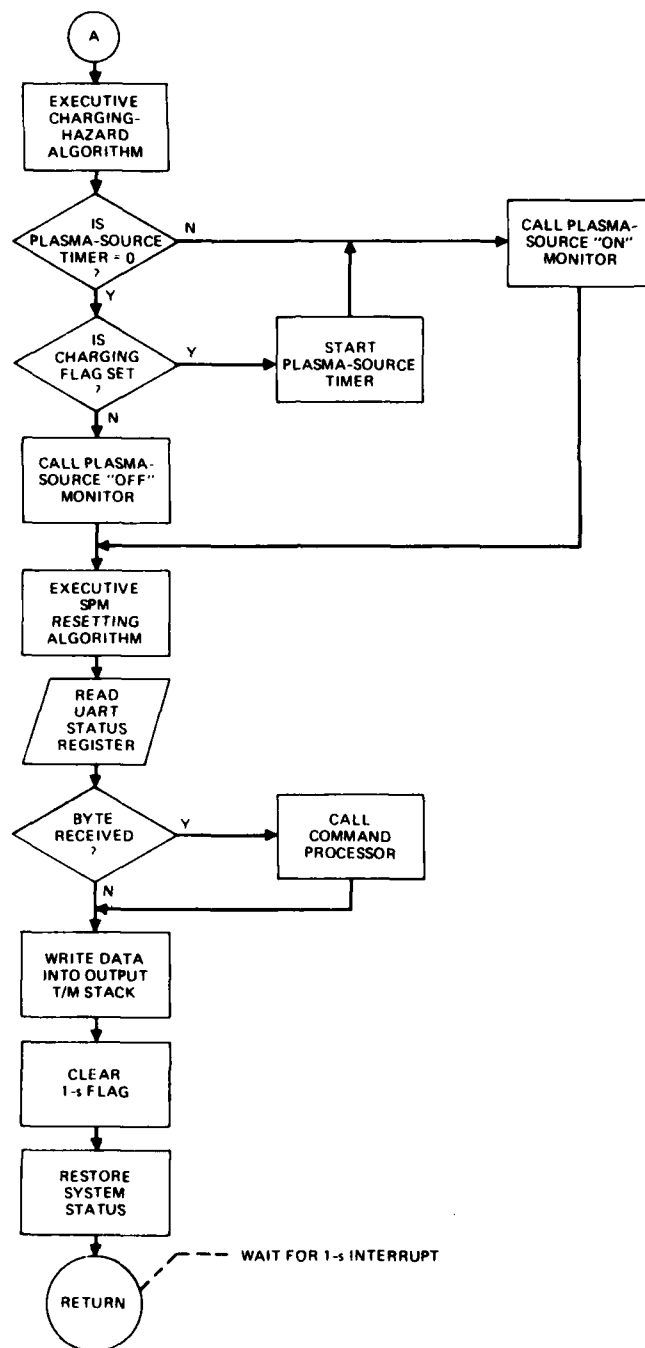 A
EXECUTIVE
CHARGING-
HAZARD
ALGORITHM
IS
PLASMA-SOURCE
TIMER = 0
?
N
Y
CALL PLASMA-
SOURCE "ON"
MONITOR
IS
CHARGING
FLAG SET
?
Y
N
START
PLASMA-SOURCE
TIMER
CALL PLASMA-
SOURCE "OFF"
MONITOR
EXECUTIVE
SPM
RESETTING
ALGORITHM
READ
UART
STATUS
REGISTER
BYTE
RECEIVED
?
Y
N
CALL
COMMAND
PROCESSOR
WRITE DATA
INTO OUTPUT
T/M STACK
CLEAR
1-s FLAG
RESTORE
SYSTEM
STATUS
WAIT FOR 1-s INTERRUPT
RETURN